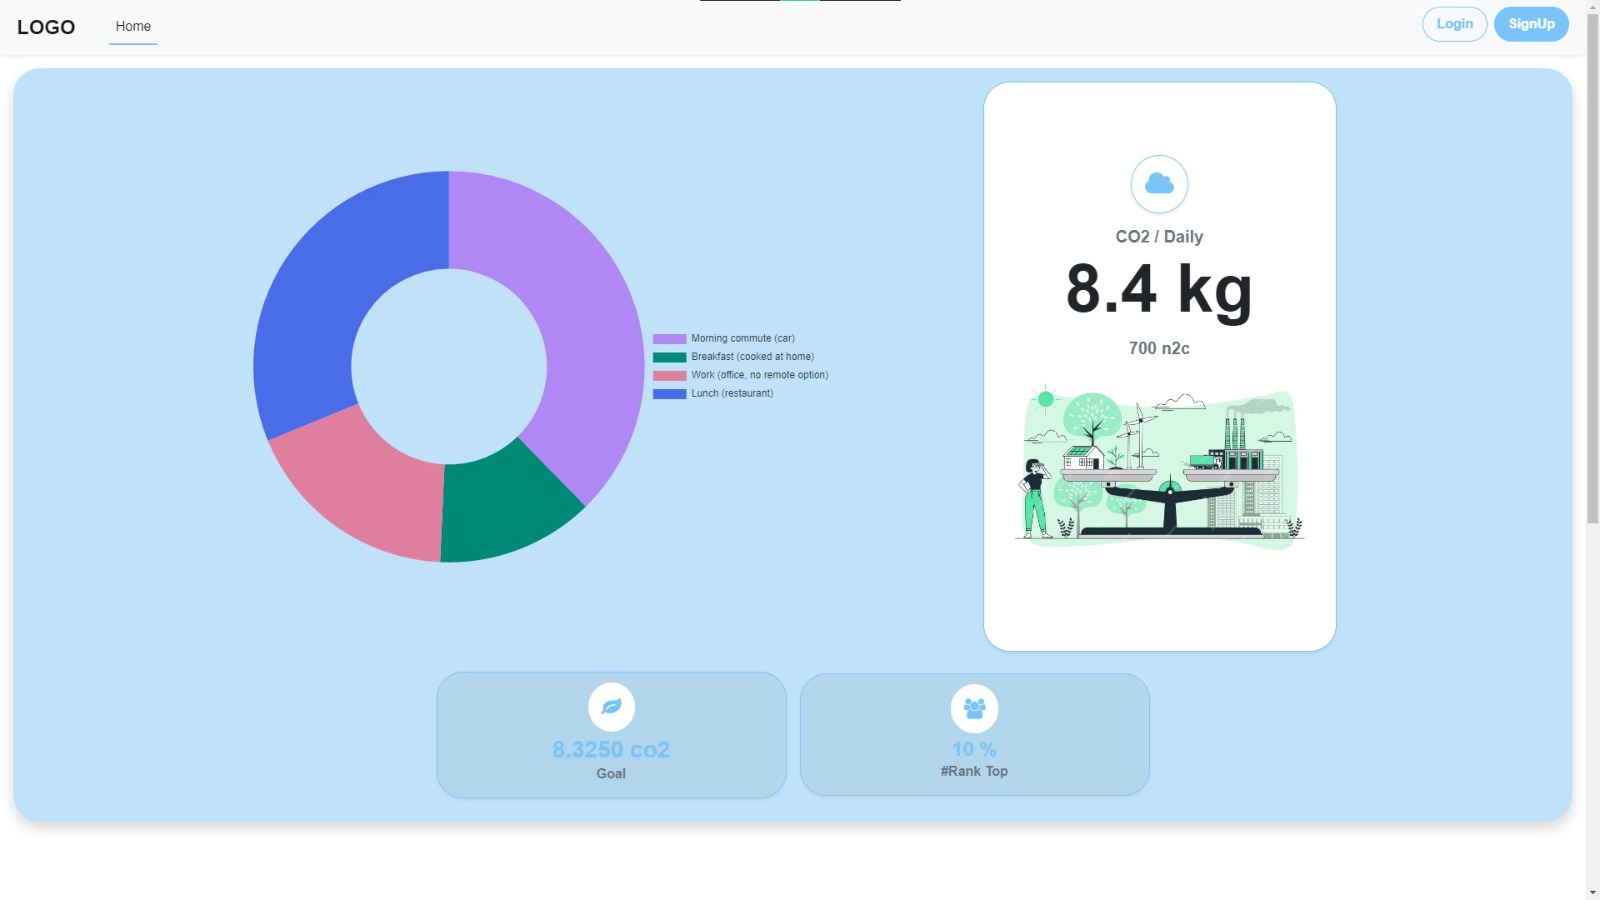 LOGO
Home
Login
SignUp
Morning commute (car)
Breakfast (cooked at home)
Work (office, no remote option)
Lunch (restaurant)
CO2 / Daily
8.4 kg
700 n2c
8.3250 co2
Goal
10 %
#Rank Top